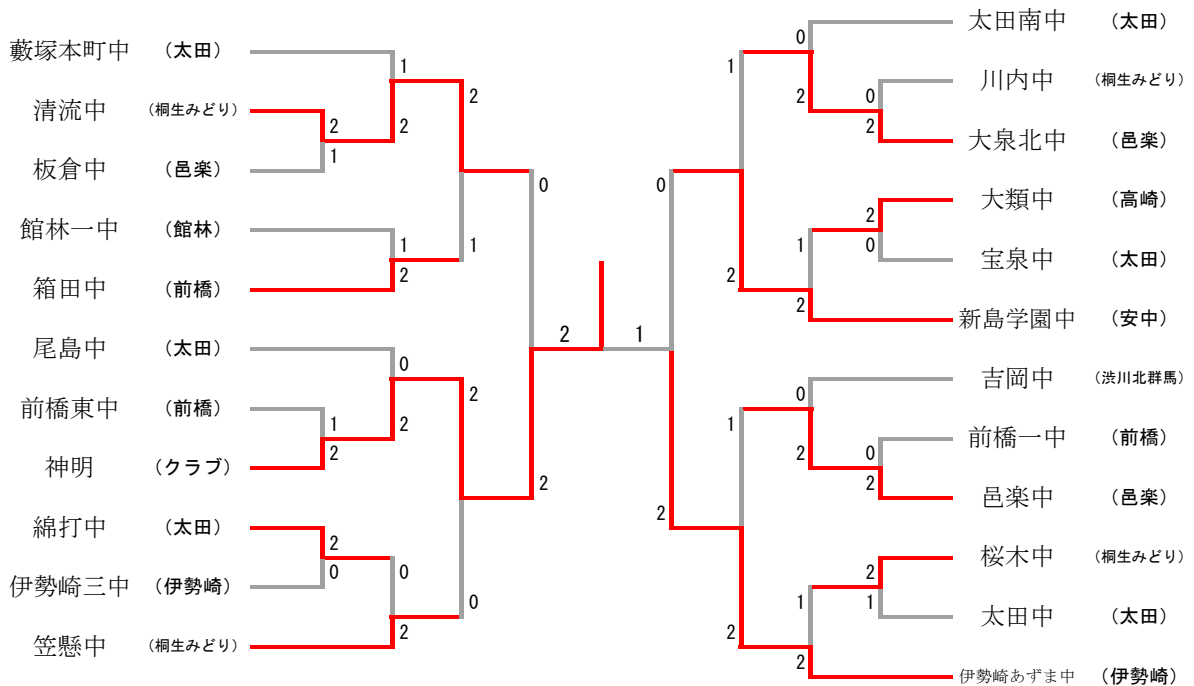 藪塚本町中 (太田)
清流中 (桐生みどり)
板倉中 (邑楽)
館林一中 (館林)
箱田中 (前橋)
尾島中 (太田)
前橋東中 (前橋)
神明 (クラブ)
綿打中 (太田)
伊勢崎三中 (伊勢崎)
笠懸中 (桐生みどり)
1
2
2
1
2
1
2
1
2
0
1
2
0
2
2
0
0
2
2
0
2
2
1
0
2
1
0
2
0
2
2
0
1
2
2
0
2
1
0
2
2
2
1
1
2
2
太田南中 (太田)
川内中 (桐生みどり)
大泉北中 (邑楽)
大類中 (高崎)
宝泉中 (太田)
新島学園中 (安中)
吉岡中 (渋川北群馬)
前橋一中 (前橋)
邑楽中 (邑楽)
桜木中 (桐生みどり)
太田中 (太田)
伊勢崎あずま中 (伊勢崎)